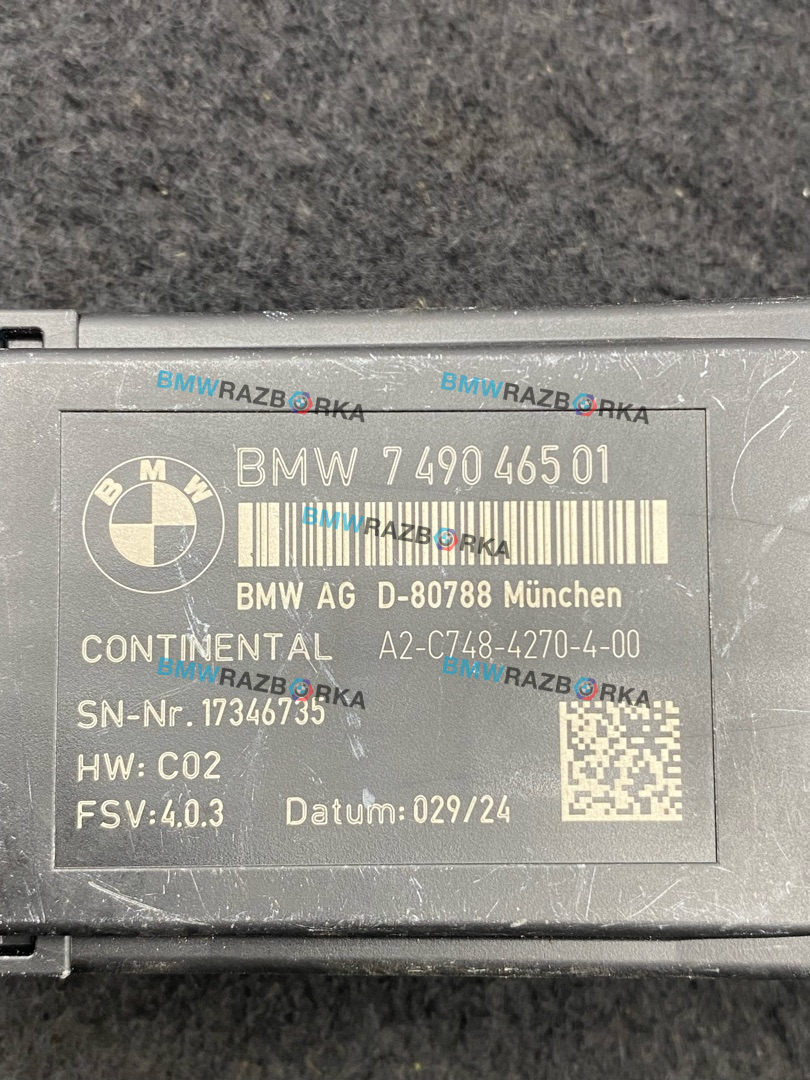 BMWRAZBORKA BMWRAZBORKA
BMW
BMW 7 490 465 01
BMWRAZBORKA
BMW AG D-80788 München
CONTINENTAL A2-C748-4270-4-00
BMWRAZBORKA BMWRAZBORKA
SN-Nr. 17346735
HW: C02
FSV:4.0.3 Datum: 029/24